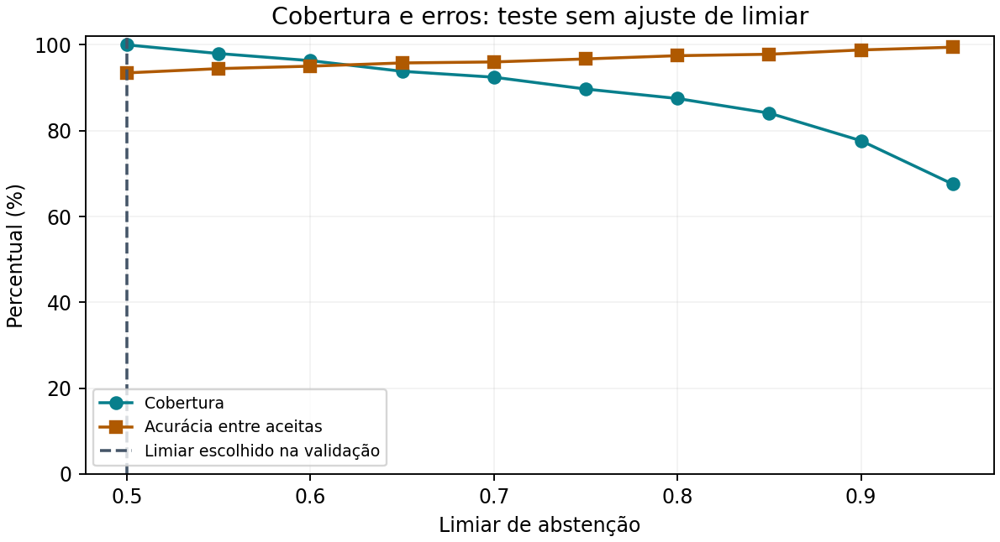 Cobertura e erros: teste sem ajuste de limiar
Percentual (%)
100
80
60
40
20
0
Cobertura
Acurácia entre aceitas
Limiar escolhido na validação
0.5
0.6
0.7
0.8
0.9
Limiar de abstenção